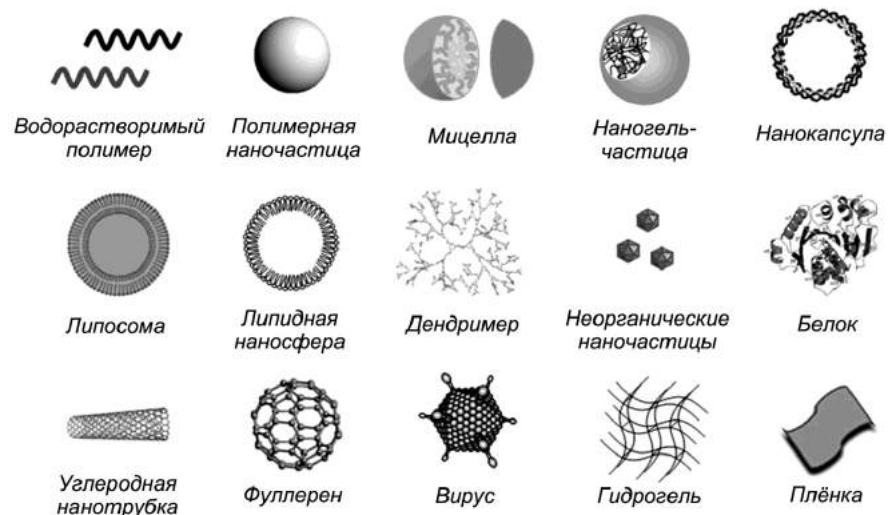 Водорастворимый
полимер
Полимерная
наночастица
Мицелла
Наногель-
частица
Нанокапсула
Липосома
Липидная
наносфера
Дендример
Неорганические
наночастицы
Белок
Углеродная
нанотрубка
Фуллерен
Вирус
Гидрогель
Плёнка